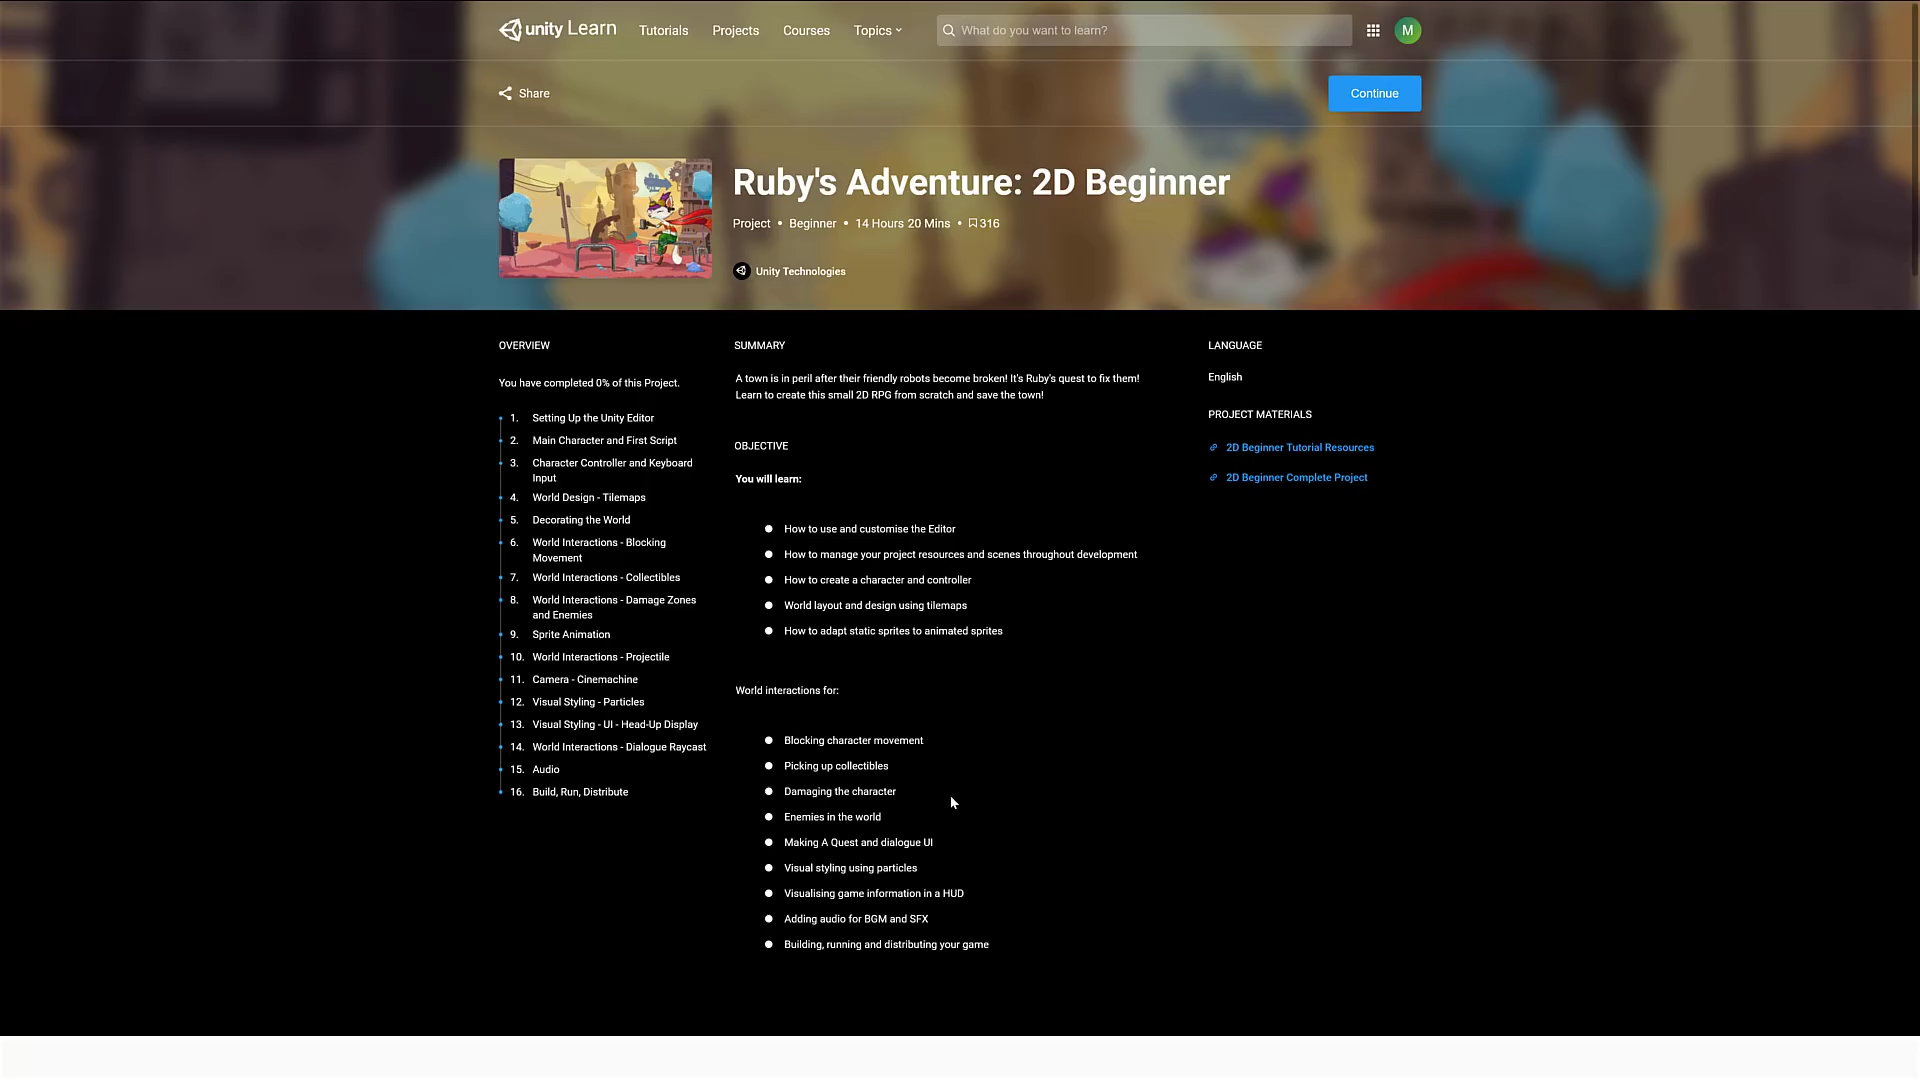 unity Learn
Tutorials
Projects
Courses
Topics
What do you want to learn?
M
Share
Continue
Ruby's Adventure: 2D Beginner
Project • Beginner • 14 Hours 20 Mins • 316
Unity Technologies
OVERVIEW
You have completed 0% of this Project.
1. Setting Up the Unity Editor
2. Main Character and First Script
3. Character Controller and Keyboard
Input
4. World Design - Tilemaps
5. Decorating the World
6. World Interactions - Blocking
Movement
7. World Interactions - Collectibles
8. World Interactions - Damage Zones
and Enemies
9. Sprite Animation
10. World Interactions - Projectile
11. Camera - Cinemachine
12. Visual Styling - Particles
13. Visual Styling - UI - Head-Up Display
14. World Interactions - Dialogue Raycast
15. Audio
16. Build, Run, Distribute
SUMMARY
A town is in peril after their friendly robots become broken! It's Ruby's quest to fix them!
Learn to create this small 2D RPG from scratch and save the town!
OBJECTIVE
You will learn:
How to use and customise the Editor
How to manage your project resources and scenes throughout development
How to create a character and controller
World layout and design using tilemaps
How to adapt static sprites to animated sprites
World interactions for:
Blocking character movement
Picking up collectibles
Damaging the character
Enemies in the world
Making A Quest and dialogue UI
Visual styling using particles
Visualising game information in a HUD
Adding audio for BGM and SFX
Building, running and distributing your game
LANGUAGE
English
PROJECT MATERIALS
2D Beginner Tutorial Resources
2D Beginner Complete Project